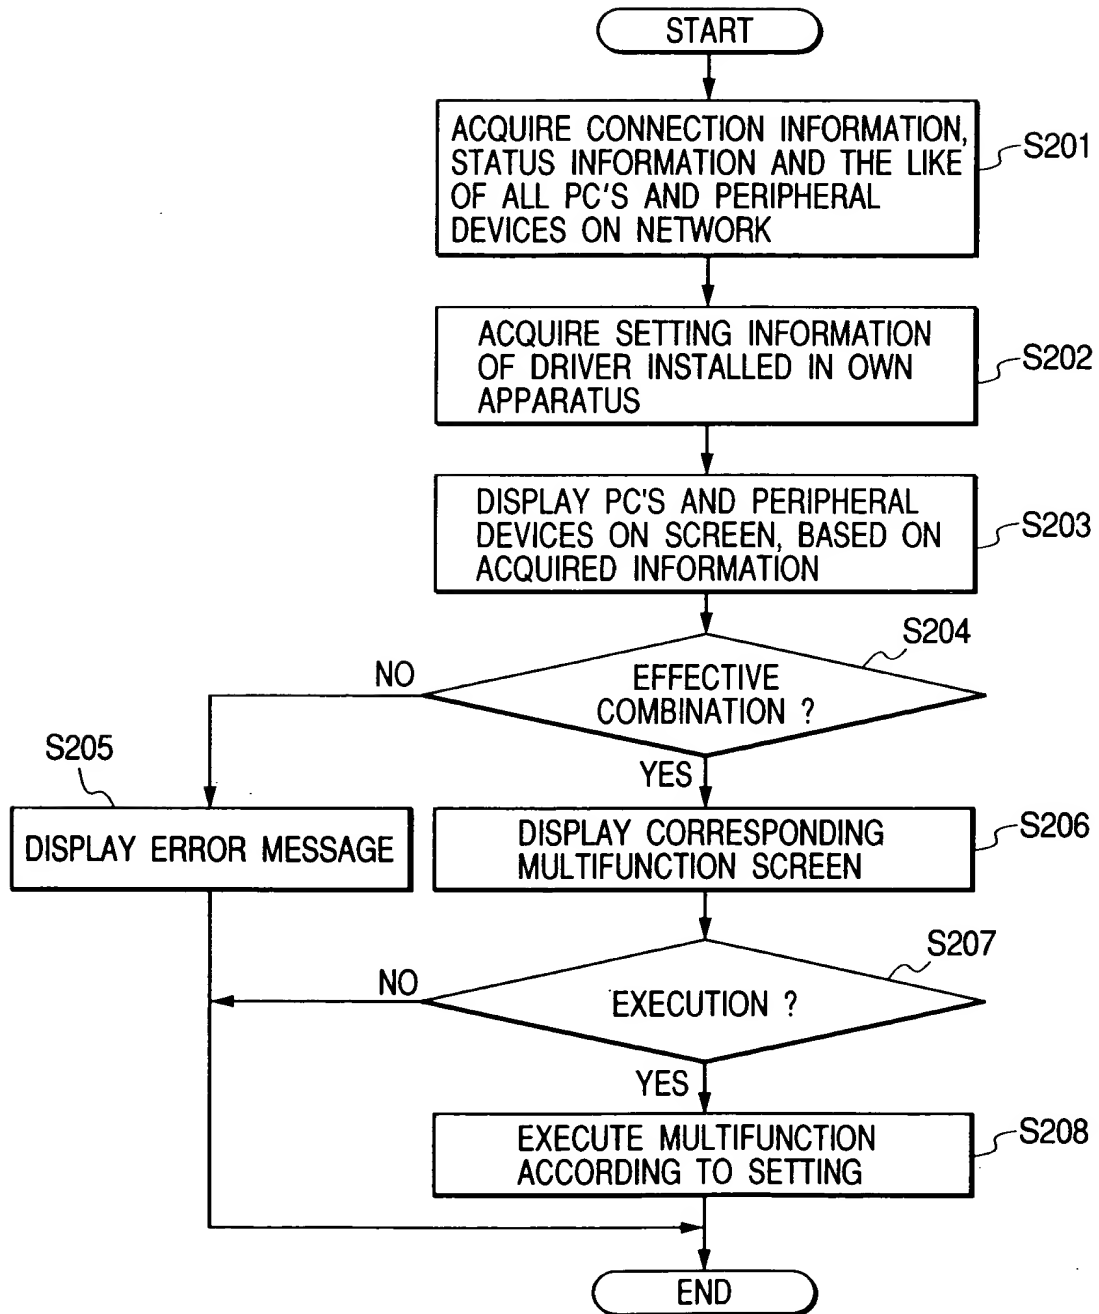 START
ACQUIRE CONNECTION INFORMATION,
STATUS INFORMATION AND THE LIKE
OF ALL PC'S AND PERIPHERAL
DEVICES ON NETWORK
S201
ACQUIRE SETTING INFORMATION
OF DRIVER INSTALLED IN OWN
APPARATUS
S202
DISPLAY PC'S AND PERIPHERAL
DEVICES ON SCREEN, BASED ON
ACQUIRED INFORMATION
S203
S204
EFFECTIVE
COMBINATION ?
NO
YES
S205
DISPLAY ERROR MESSAGE
DISPLAY CORRESPONDING
MULTIFUNCTION SCREEN
S206
S207
EXECUTION ?
NO
YES
EXECUTE MULTIFUNCTION
ACCORDING TO SETTING
S208
END